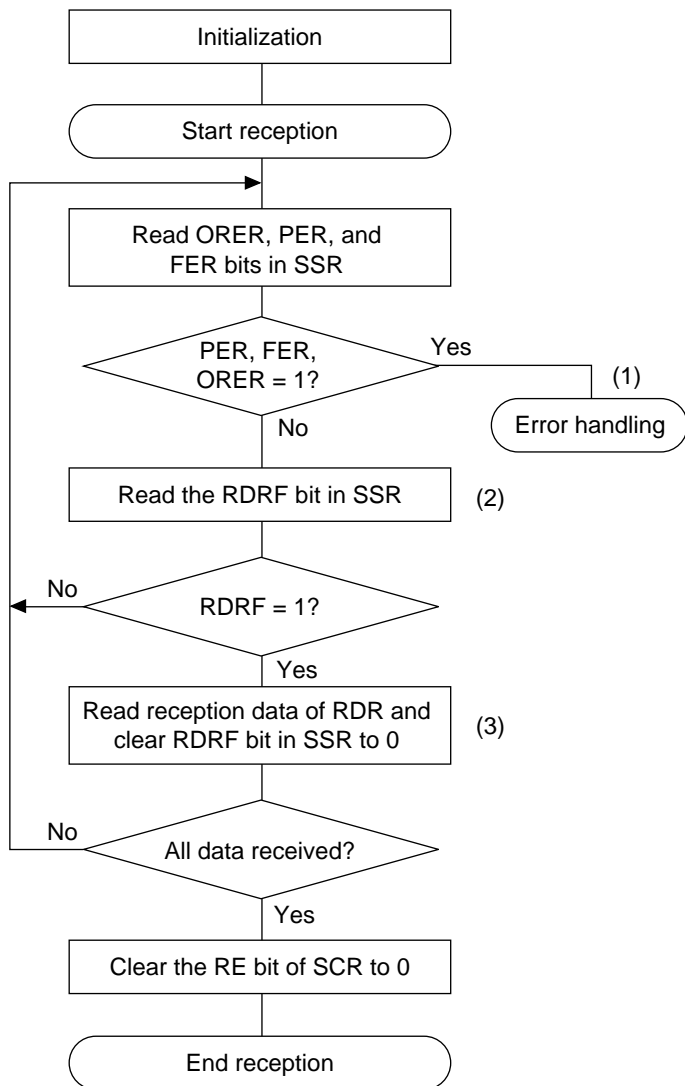 Initialization
Start reception
Read ORER, PER, and
FER bits in SSR
PER, FER,
ORER = 1?
Yes
(1)
Error handling
No
Read the RDRF bit in SSR
(2)
No
RDRF = 1?
Yes
Read reception data of RDR and
clear RDRF bit in SSR to 0
(3)
No
All data received?
Yes
Clear the RE bit of SCR to 0
End reception